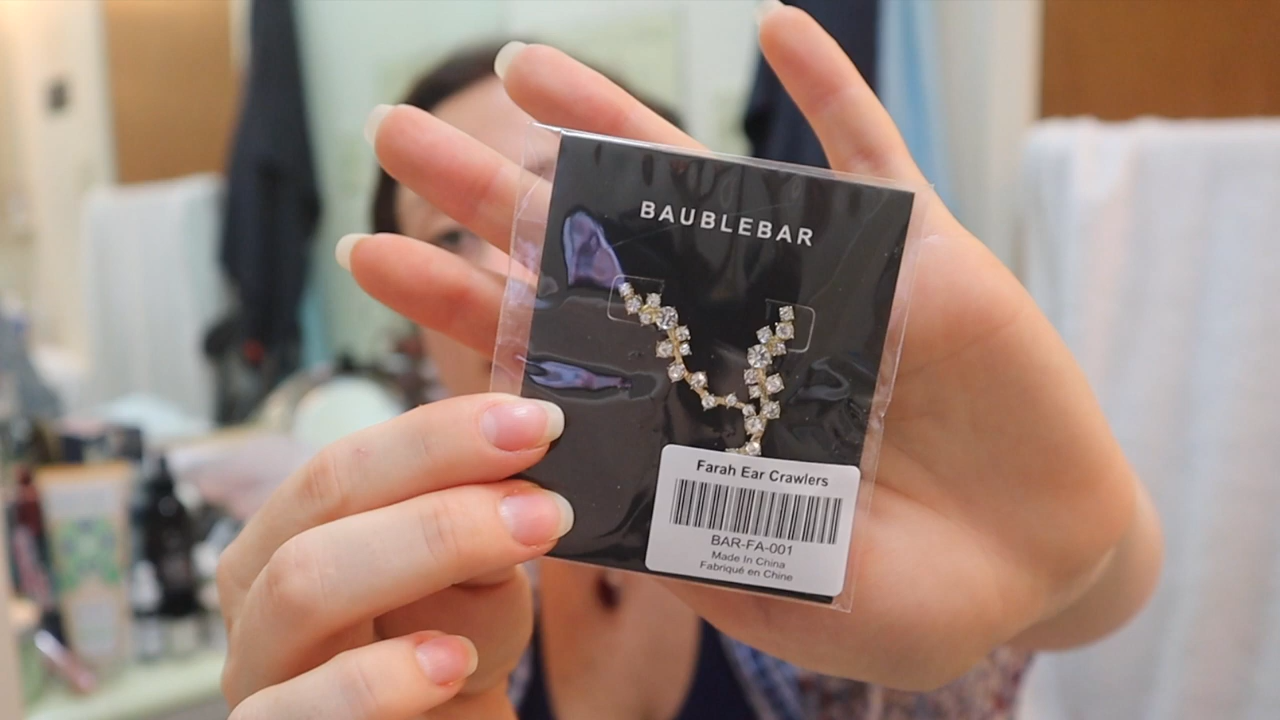 BAUBLEBAR
Farah Ear Crawlers
BAR-FA-001
Made In China
Fabriqué en Chine